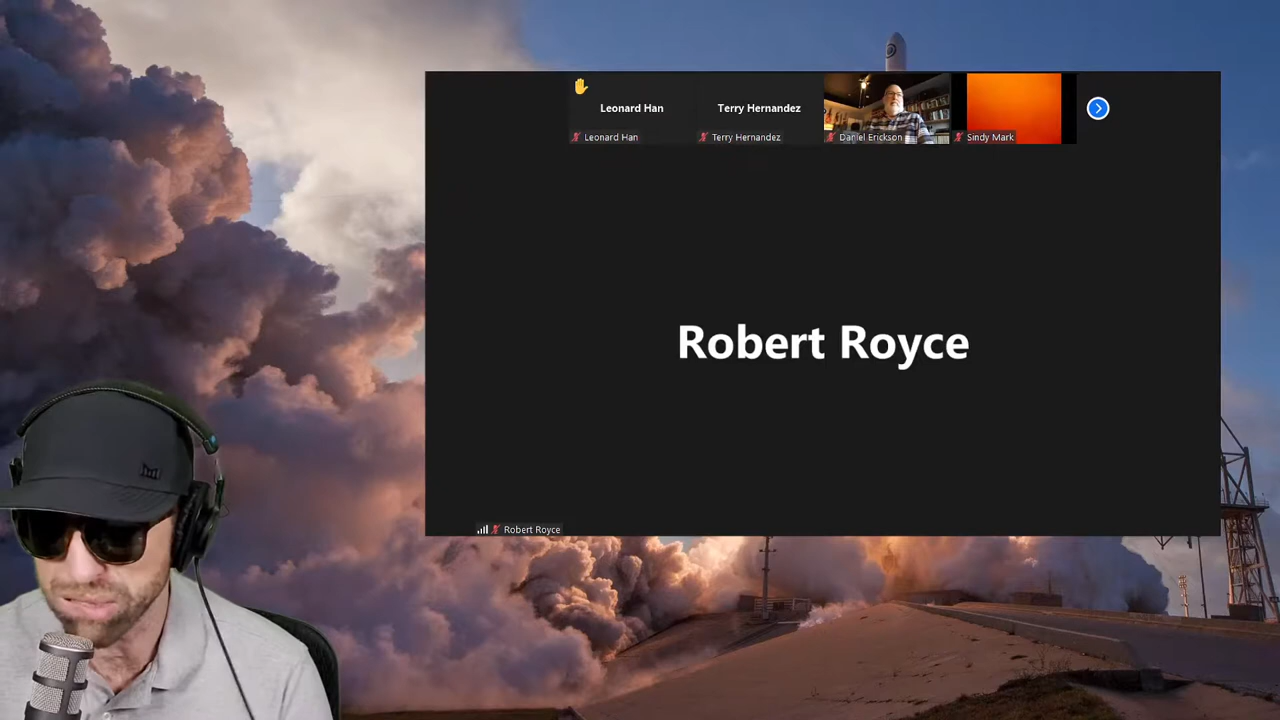 Leonard Han
Terry Hernandez
Leonard Han
Terry Hernandez
Daniel Erickson
Sindy Mark
Robert Royce
Robert Royce